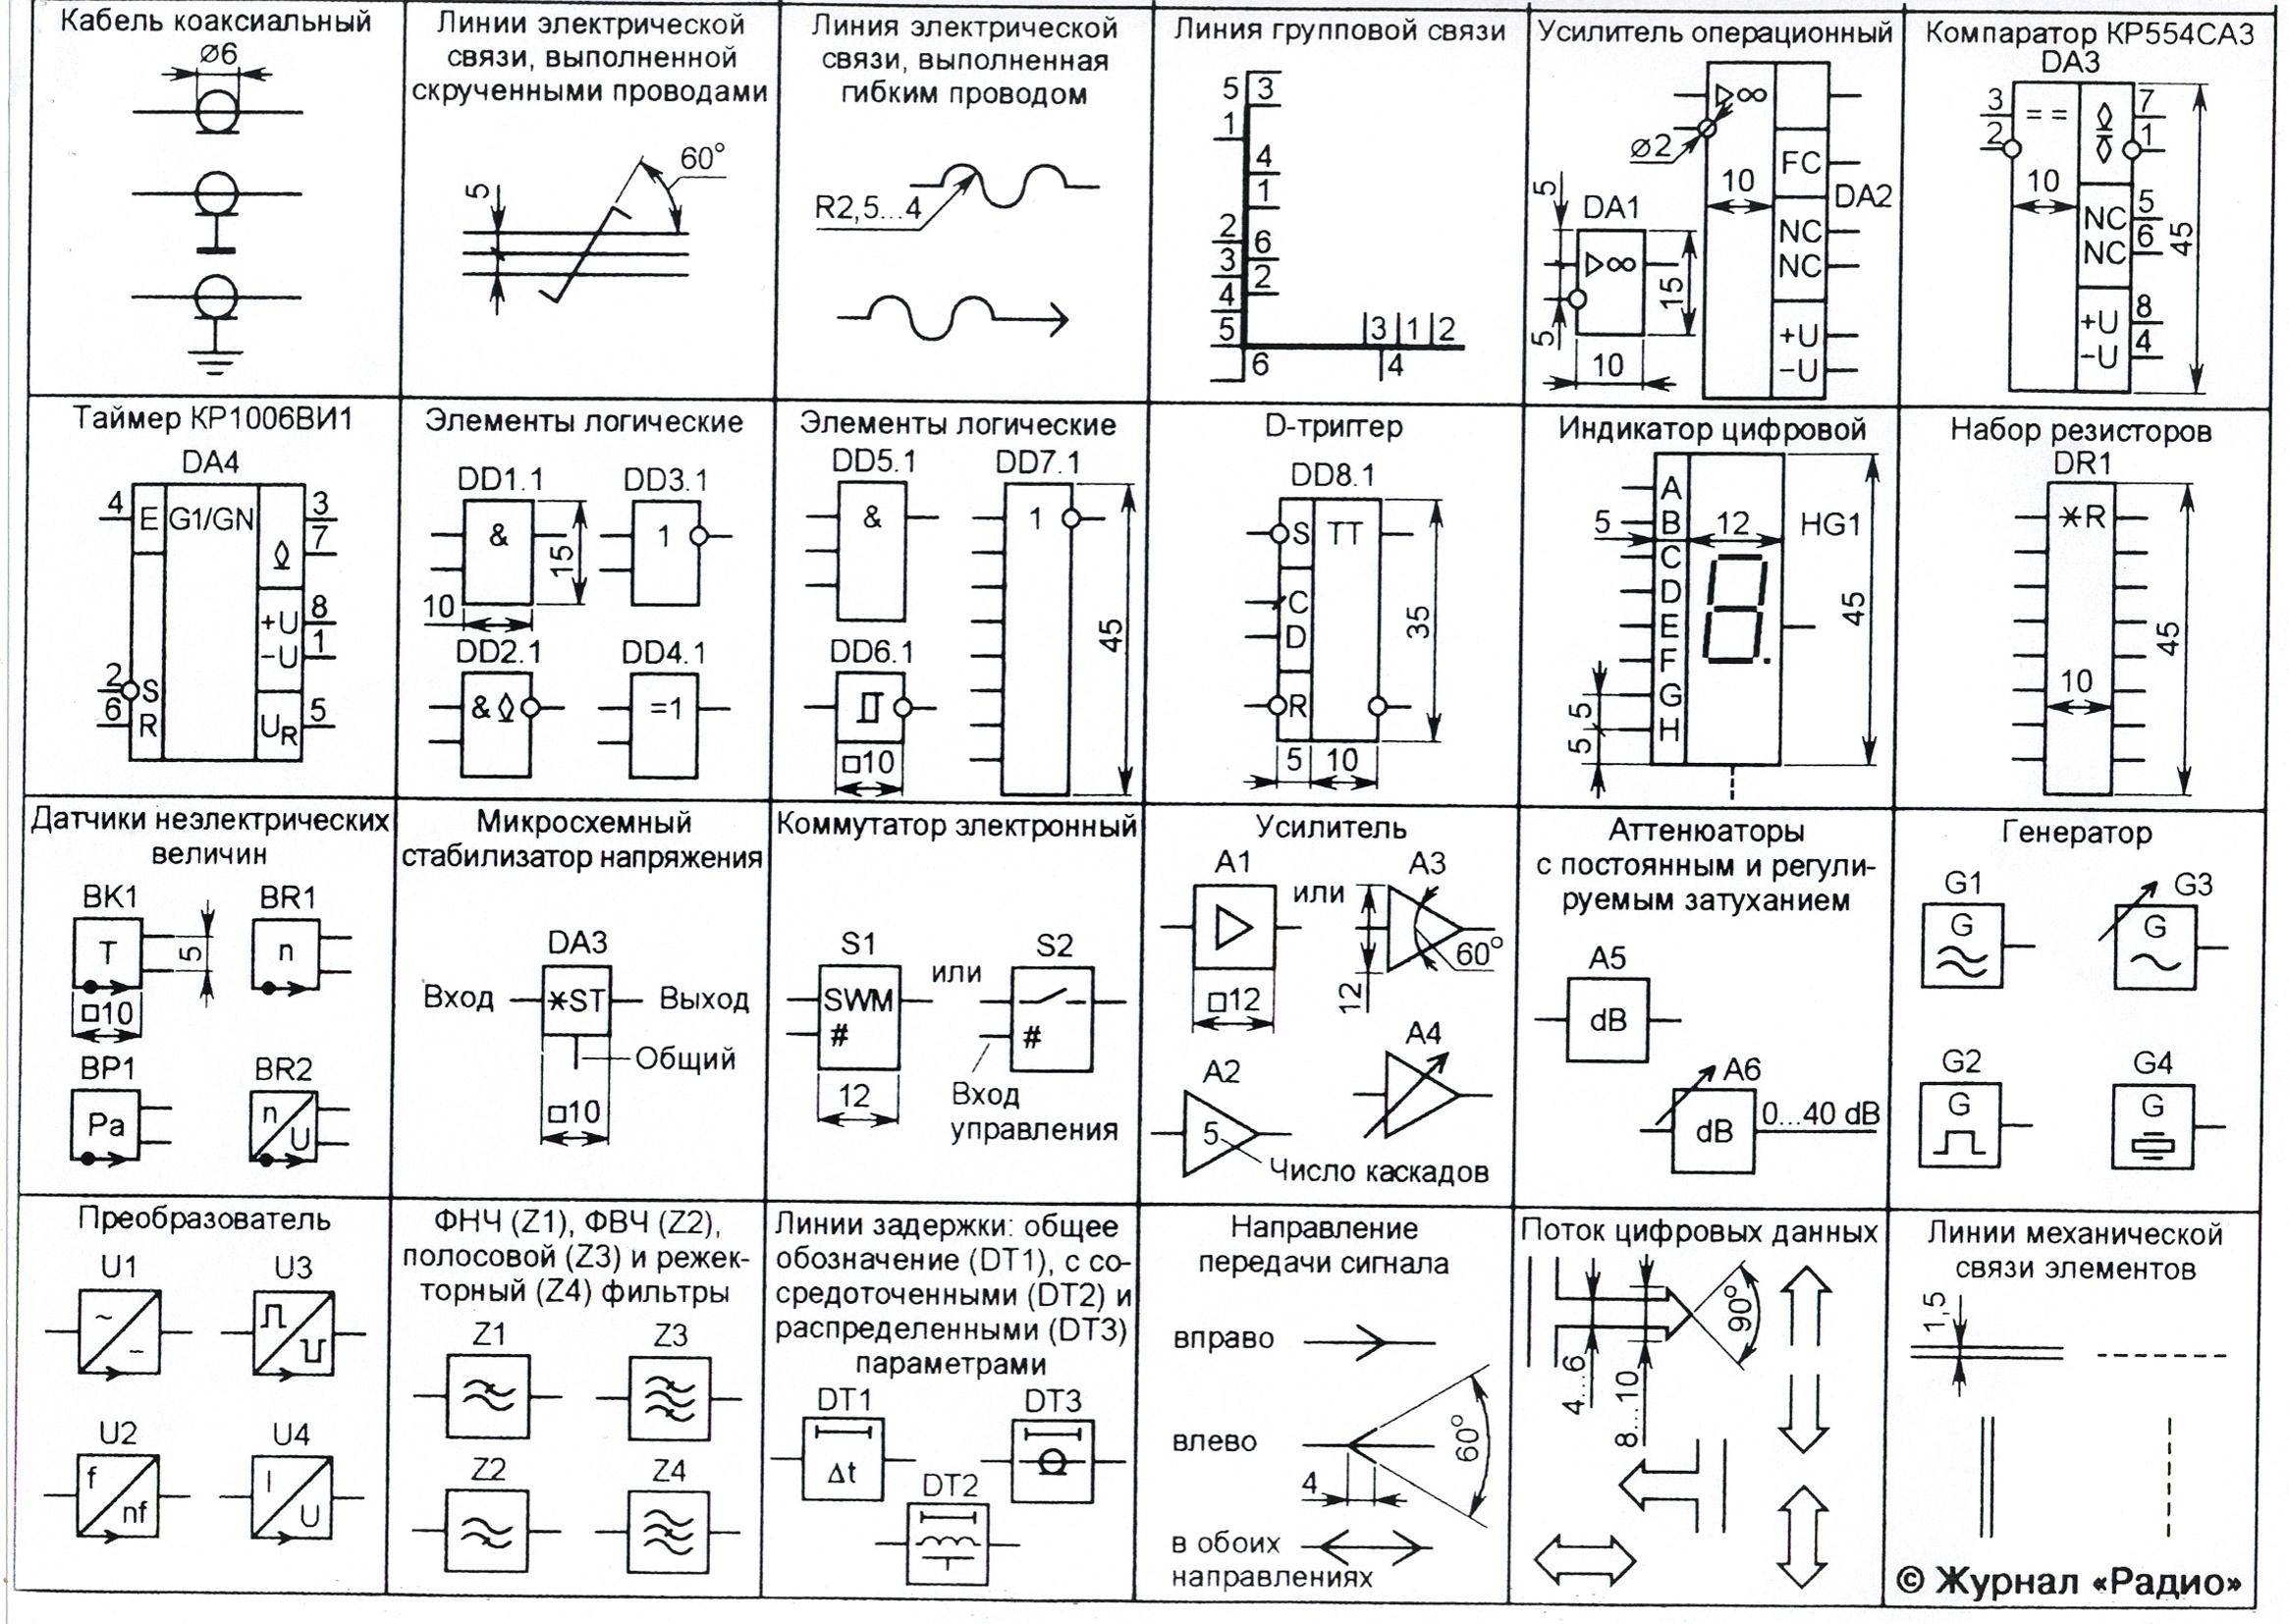 Кабель коаксиальный
⌀6
Линии электрической
связи, выполненной
скрученными проводами
5
60°
Линия электрической
связи, выполненная
гибким проводом
R2,5...4
Линия групповой связи
5
3
1
4
1
2
6
3
2
4
5
6
3
1
2
4
Усилитель операционный
▷∞
⌀2
10
FC
NC
NC
+U
−U
DA2
DA1
▷∞
5
5
15
10
Компаратор КР554СА3
DA3
3
2
= =
10
7
1
NC
NC
5
6
+U
−U
8
4
45
Таймер КР1006ВИ1
DA4
4
E
G1/GN
3
7
+U
−U
8
1
2
S
6
R
UR
5
Элементы логические
DD1.1
&
15
10
DD3.1
1
DD2.1
&◊
DD4.1
=1
Элементы логические
DD5.1
&
DD7.1
1
45
DD6.1
□10
D-триггер
DD8.1
S
TT
C
D
R
35
5
10
Индикатор цифровой
A
B
C
D
E
F
G
H
5
12
HG1
45
5
5
Набор резисторов
DR1
∗R
10
45
Датчики неэлектрических
величин
BK1
T
5
□10
BR1
n
BP1
Pa
BR2
n
U
Микросхемный
стабилизатор напряжения
DA3
Вход
∗ST
Выход
Общий
□10
Коммутатор электронный
S1
или
S2
SWM
#
#
12
Вход
управления
Усилитель
A1
или
A3
□12
12
60°
A2
5
A4
Число каскадов
Аттенюаторы
с постоянным и регули-
руемым затуханием
A5
dB
A6
dB
0...40 dB
Генератор
G1
G
G3
G
G2
G
G4
G
Преобразователь
U1
~
−
U3
U2
f
nf
U4
I
U
ФНЧ (Z1), ФВЧ (Z2),
полосовой (Z3) и режек-
торный (Z4) фильтры
Z1
Z3
Z2
Z4
Линии задержки: общее
обозначение (DT1), с со-
средоточенными (DT2) и
распределенными (DT3)
параметрами
DT1
Δt
DT3
DT2
Направление
передачи сигнала
вправо
влево
60°
4
в обоих
направлениях
Поток цифровых данных
4...6
8...10
90°
Линии механической
связи элементов
1,5
© Журнал «Радио»